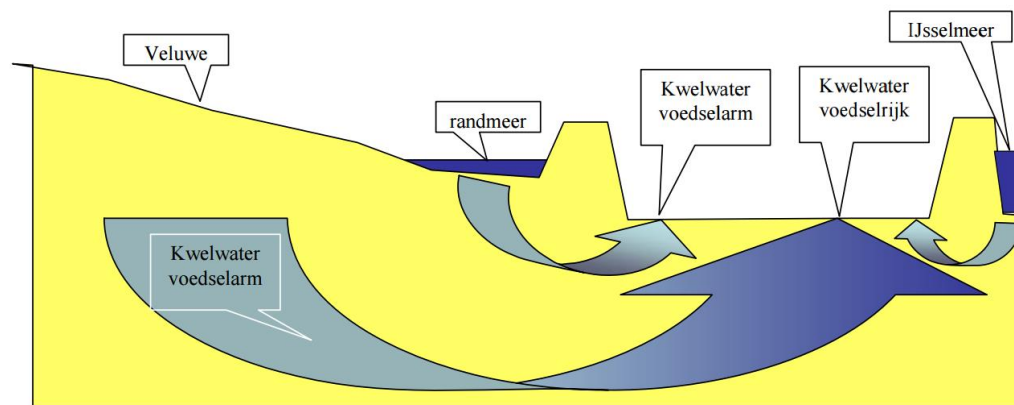 Veluwe
randmeer
Kwelwater
voedselarm
Kwelwater
voedselrijk
IJsselmeer
Kwelwater
voedselarm